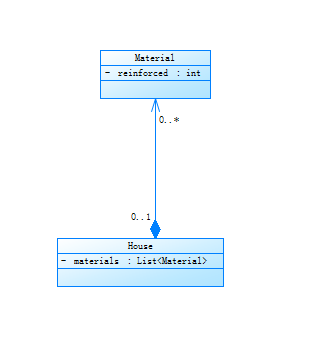 Material
- reinforced : int
0..*
0..1
House
- materials : List<Material>